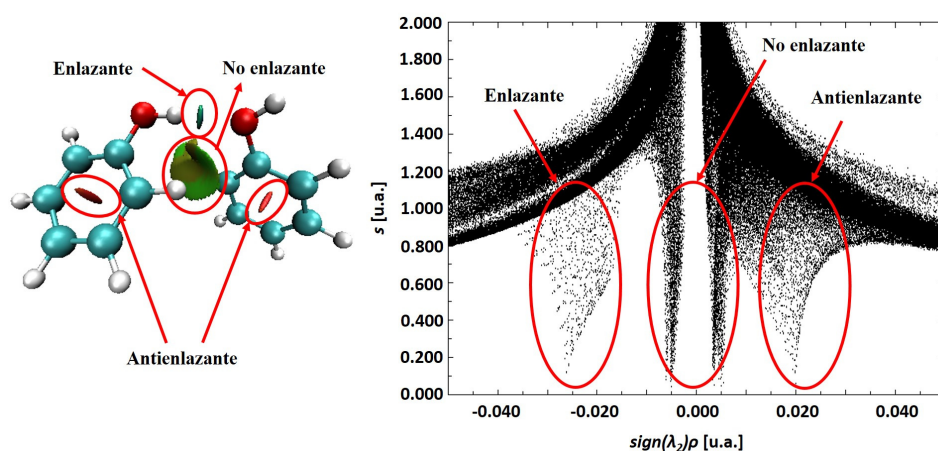 Enlazante
No enlazante
Antienlazante
2.000
1.800
1.600
1.400
1.200
1.000
0.800
0.600
0.400
0.200
0.000
s [u.a.]
Enlazante
No enlazante
Antienlazante
-0.040
-0.020
0.000
0.020
0.040
sign(λ₂)ρ [u.a.]